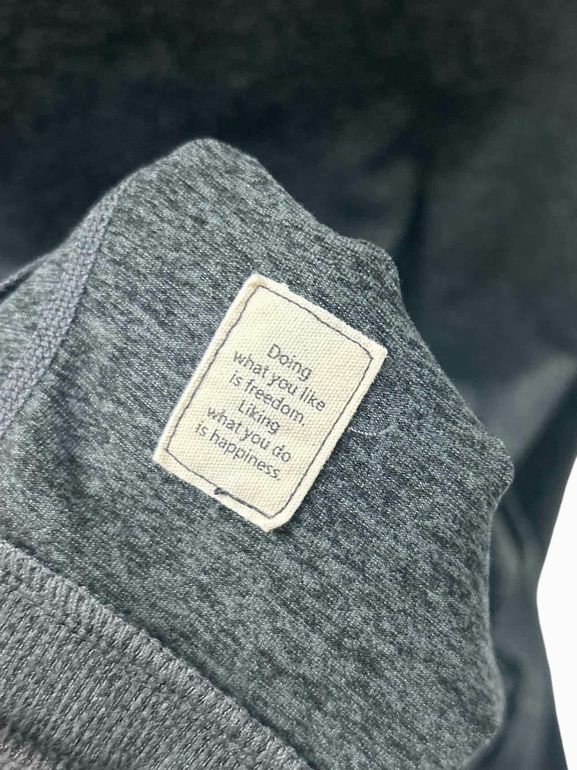 Doing
what you like
is freedom.
Liking
what you do
is happiness.